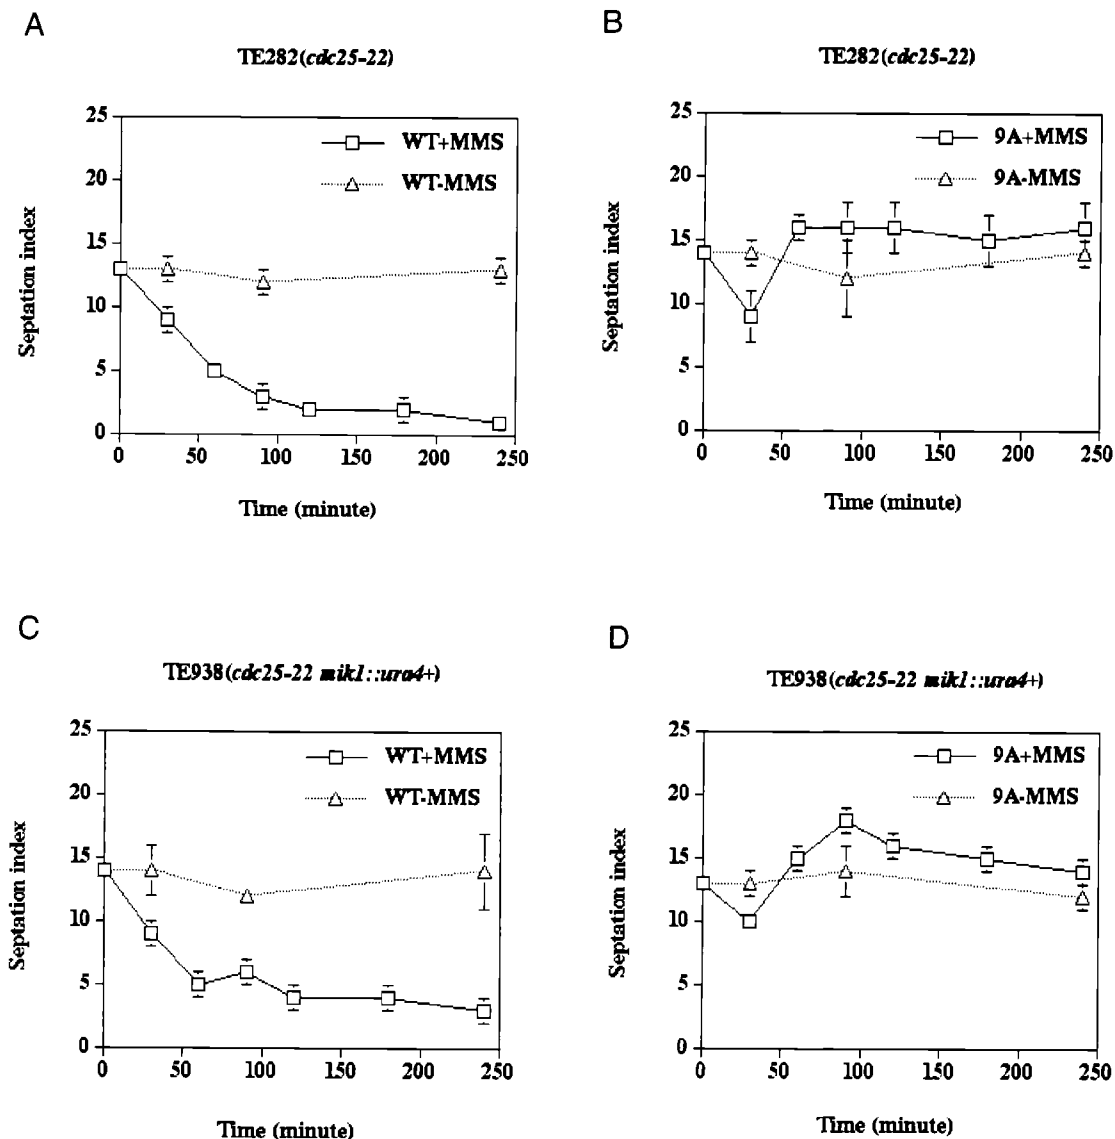 A
TE282(cdc25-22)
25
20
15
10
5
0
Septation index
WT+MMS
WT-MMS
0 50 100 150 200 250
Time (minute)
B
TE282(cdc25-22)
25
20
15
10
5
0
Septation index
9A+MMS
9A-MMS
0 50 100 150 200 250
Time (minute)
C
TE938(cdc25-22 mik1::ura4+)
25
20
15
10
5
0
Septation index
WT+MMS
WT-MMS
0 50 100 150 200 250
Time (minute)
D
TE938(cdc25-22 mik1::ura4+)
25
20
15
10
5
0
Septation index
9A+MMS
9A-MMS
0 50 100 150 200 250
Time (minute)